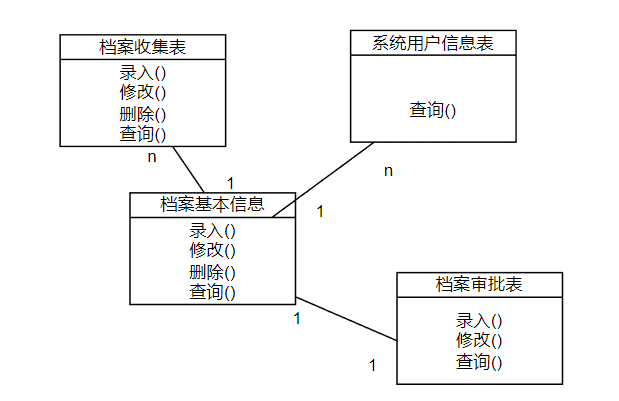 档案收集表
录入()
修改()
删除()
查询()
n
系统用户信息表
查询()
n
1
1
档案基本信息
录入()
修改()
删除()
查询()
1
档案审批表
录入()
修改()
查询()
1